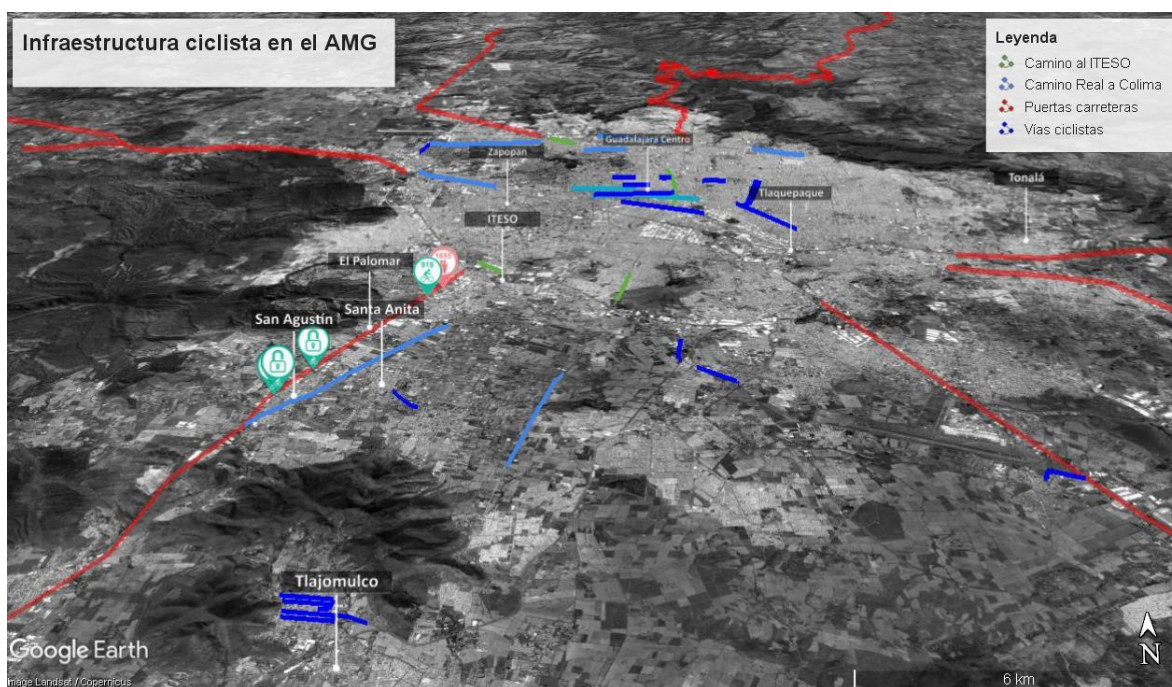 Infraestructura ciclista en el AMG
Leyenda
Camino al ITESO
Camino Real a Colima
Puertas carreteras
Vías ciclistas
Guadalajara Centro
Zapopan
Tonalá
Tlaquepaque
ITESO
El Palomar
819
San Agustín
Santa Anita
Tlajomulco
Google Earth
Image Landsat / Copernicus
N
6 km